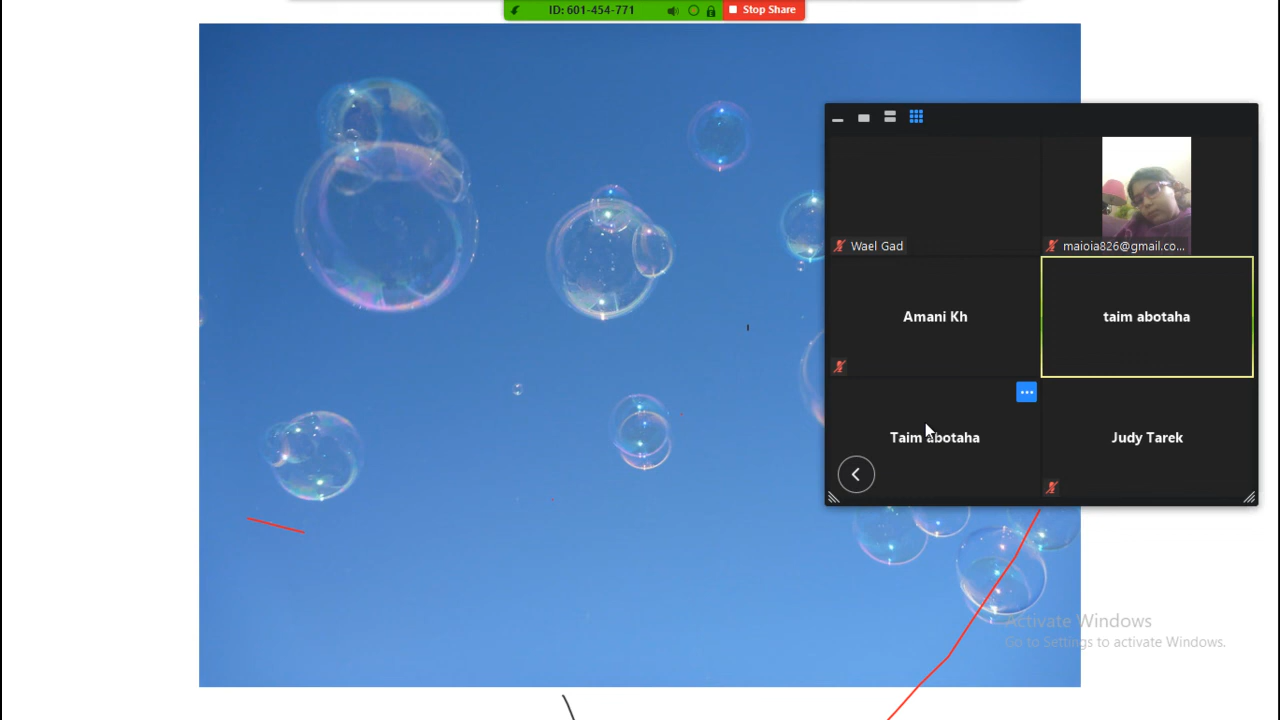 ID: 601-454-771
Stop Share
Wael Gad
maioia826@gmail.co...
Amani Kh
taim abotaha
Taim abotaha
Judy Tarek
Activate Windows
Go to Settings to activate Windows.